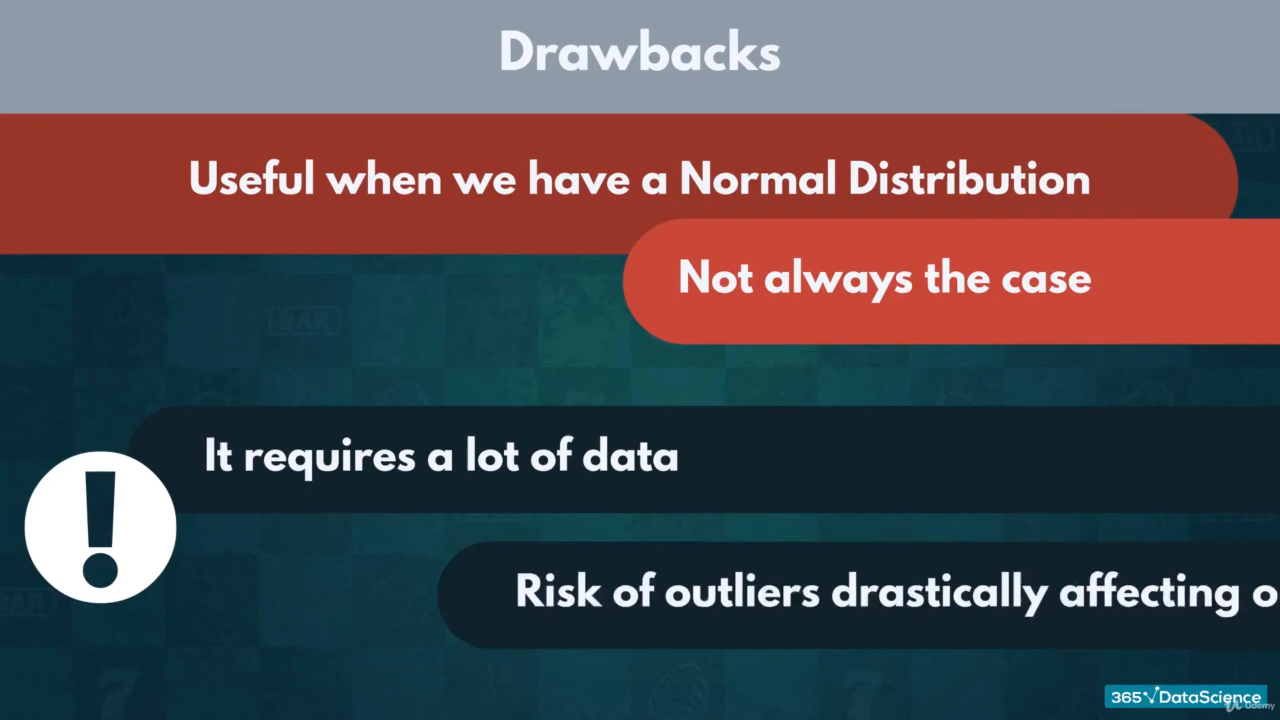 Drawbacks
Useful when we have a Normal Distribution
Not always the case
It requires a lot of data
Risk of outliers drastically affecting o
365 DataScience
Udemy